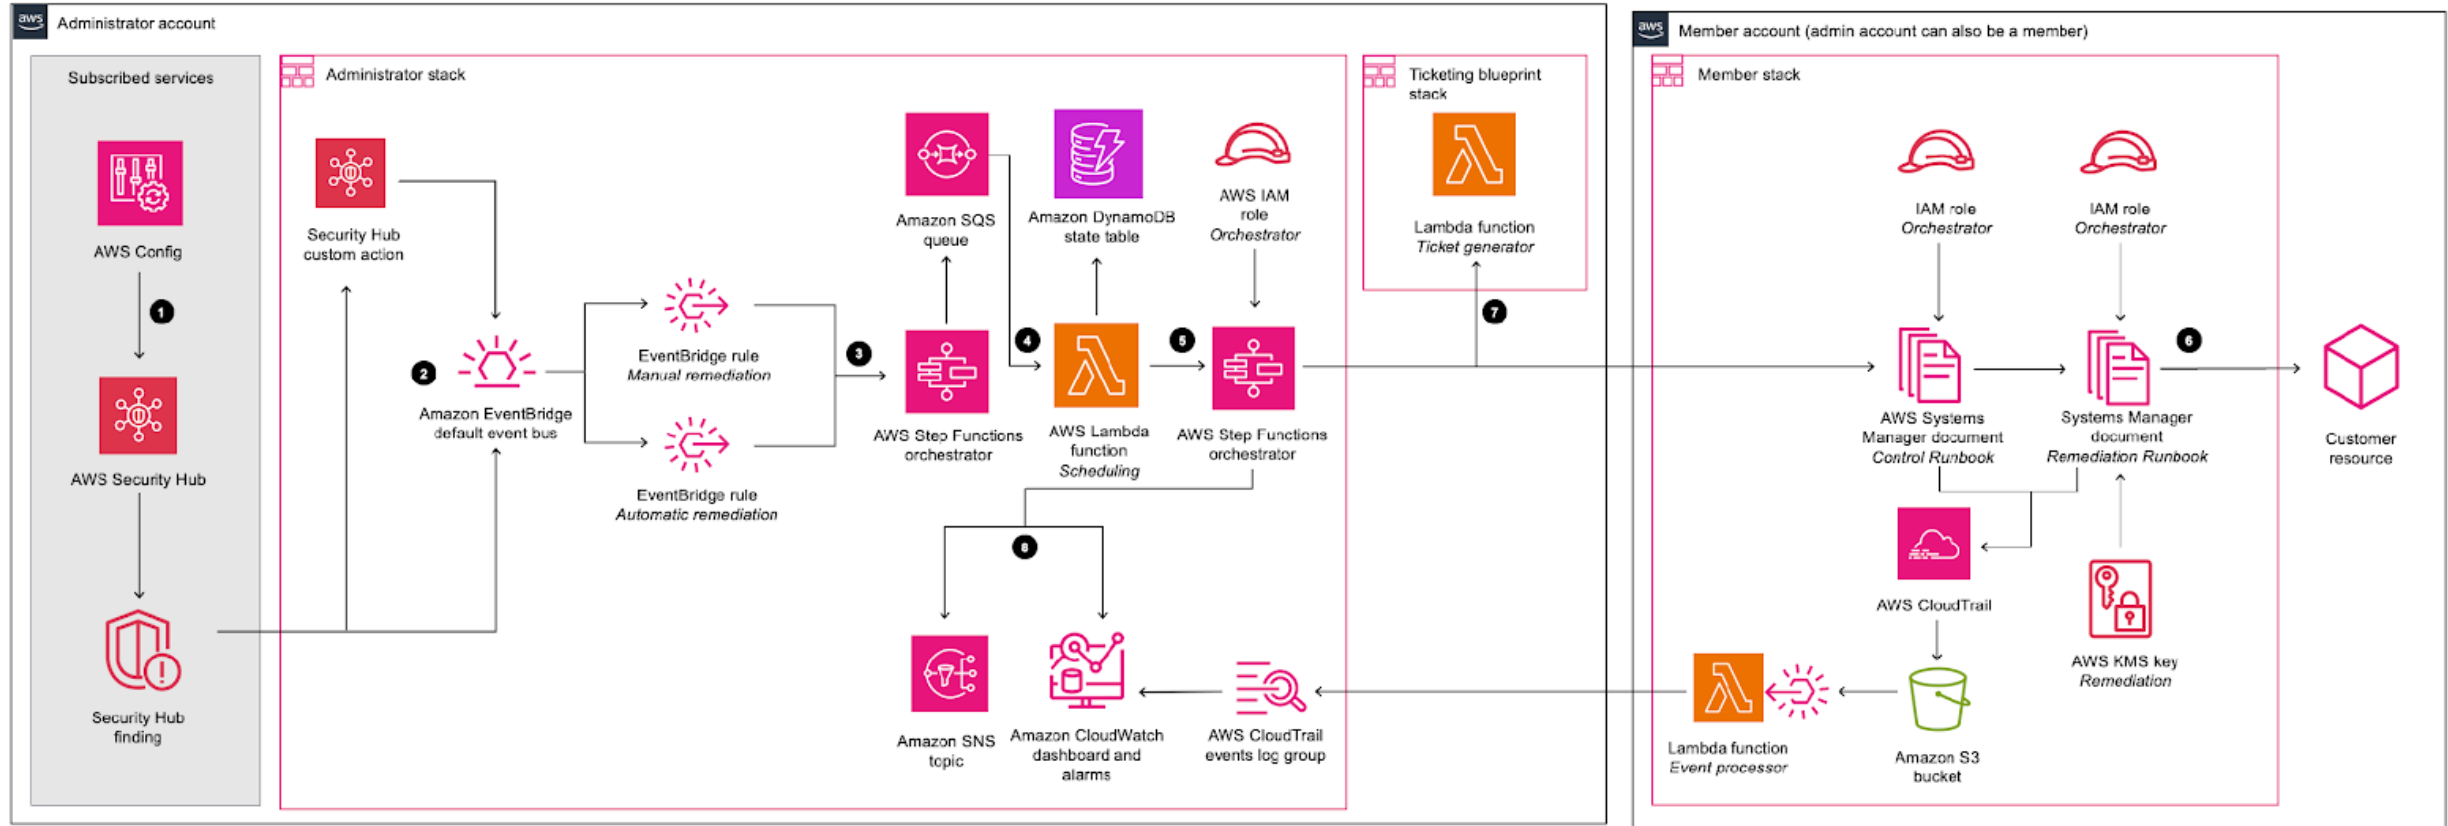 aws
Administrator account
Subscribed services
AWS Config
1
AWS Security Hub
Security Hub
finding
Administrator stack
Security Hub
custom action
2
Amazon EventBridge
default event bus
EventBridge rule
Manual remediation
EventBridge rule
Automatic remediation
3
Amazon SQS
queue
AWS Step Functions
orchestrator
4
Amazon DynamoDB
state table
AWS Lambda
function
Scheduling
5
AWS IAM
role
Orchestrator
AWS Step Functions
orchestrator
8
Amazon SNS
topic
Amazon CloudWatch
dashboard and
alarms
AWS CloudTrail
events log group
Ticketing blueprint
stack
Lambda function
Ticket generator
7
aws
Member account (admin account can also be a member)
Member stack
IAM role
Orchestrator
IAM role
Orchestrator
AWS Systems
Manager document
Control Runbook
Systems Manager
document
Remediation Runbook
6
Customer
resource
AWS CloudTrail
AWS KMS key
Remediation
Lambda function
Event processor
Amazon S3
bucket